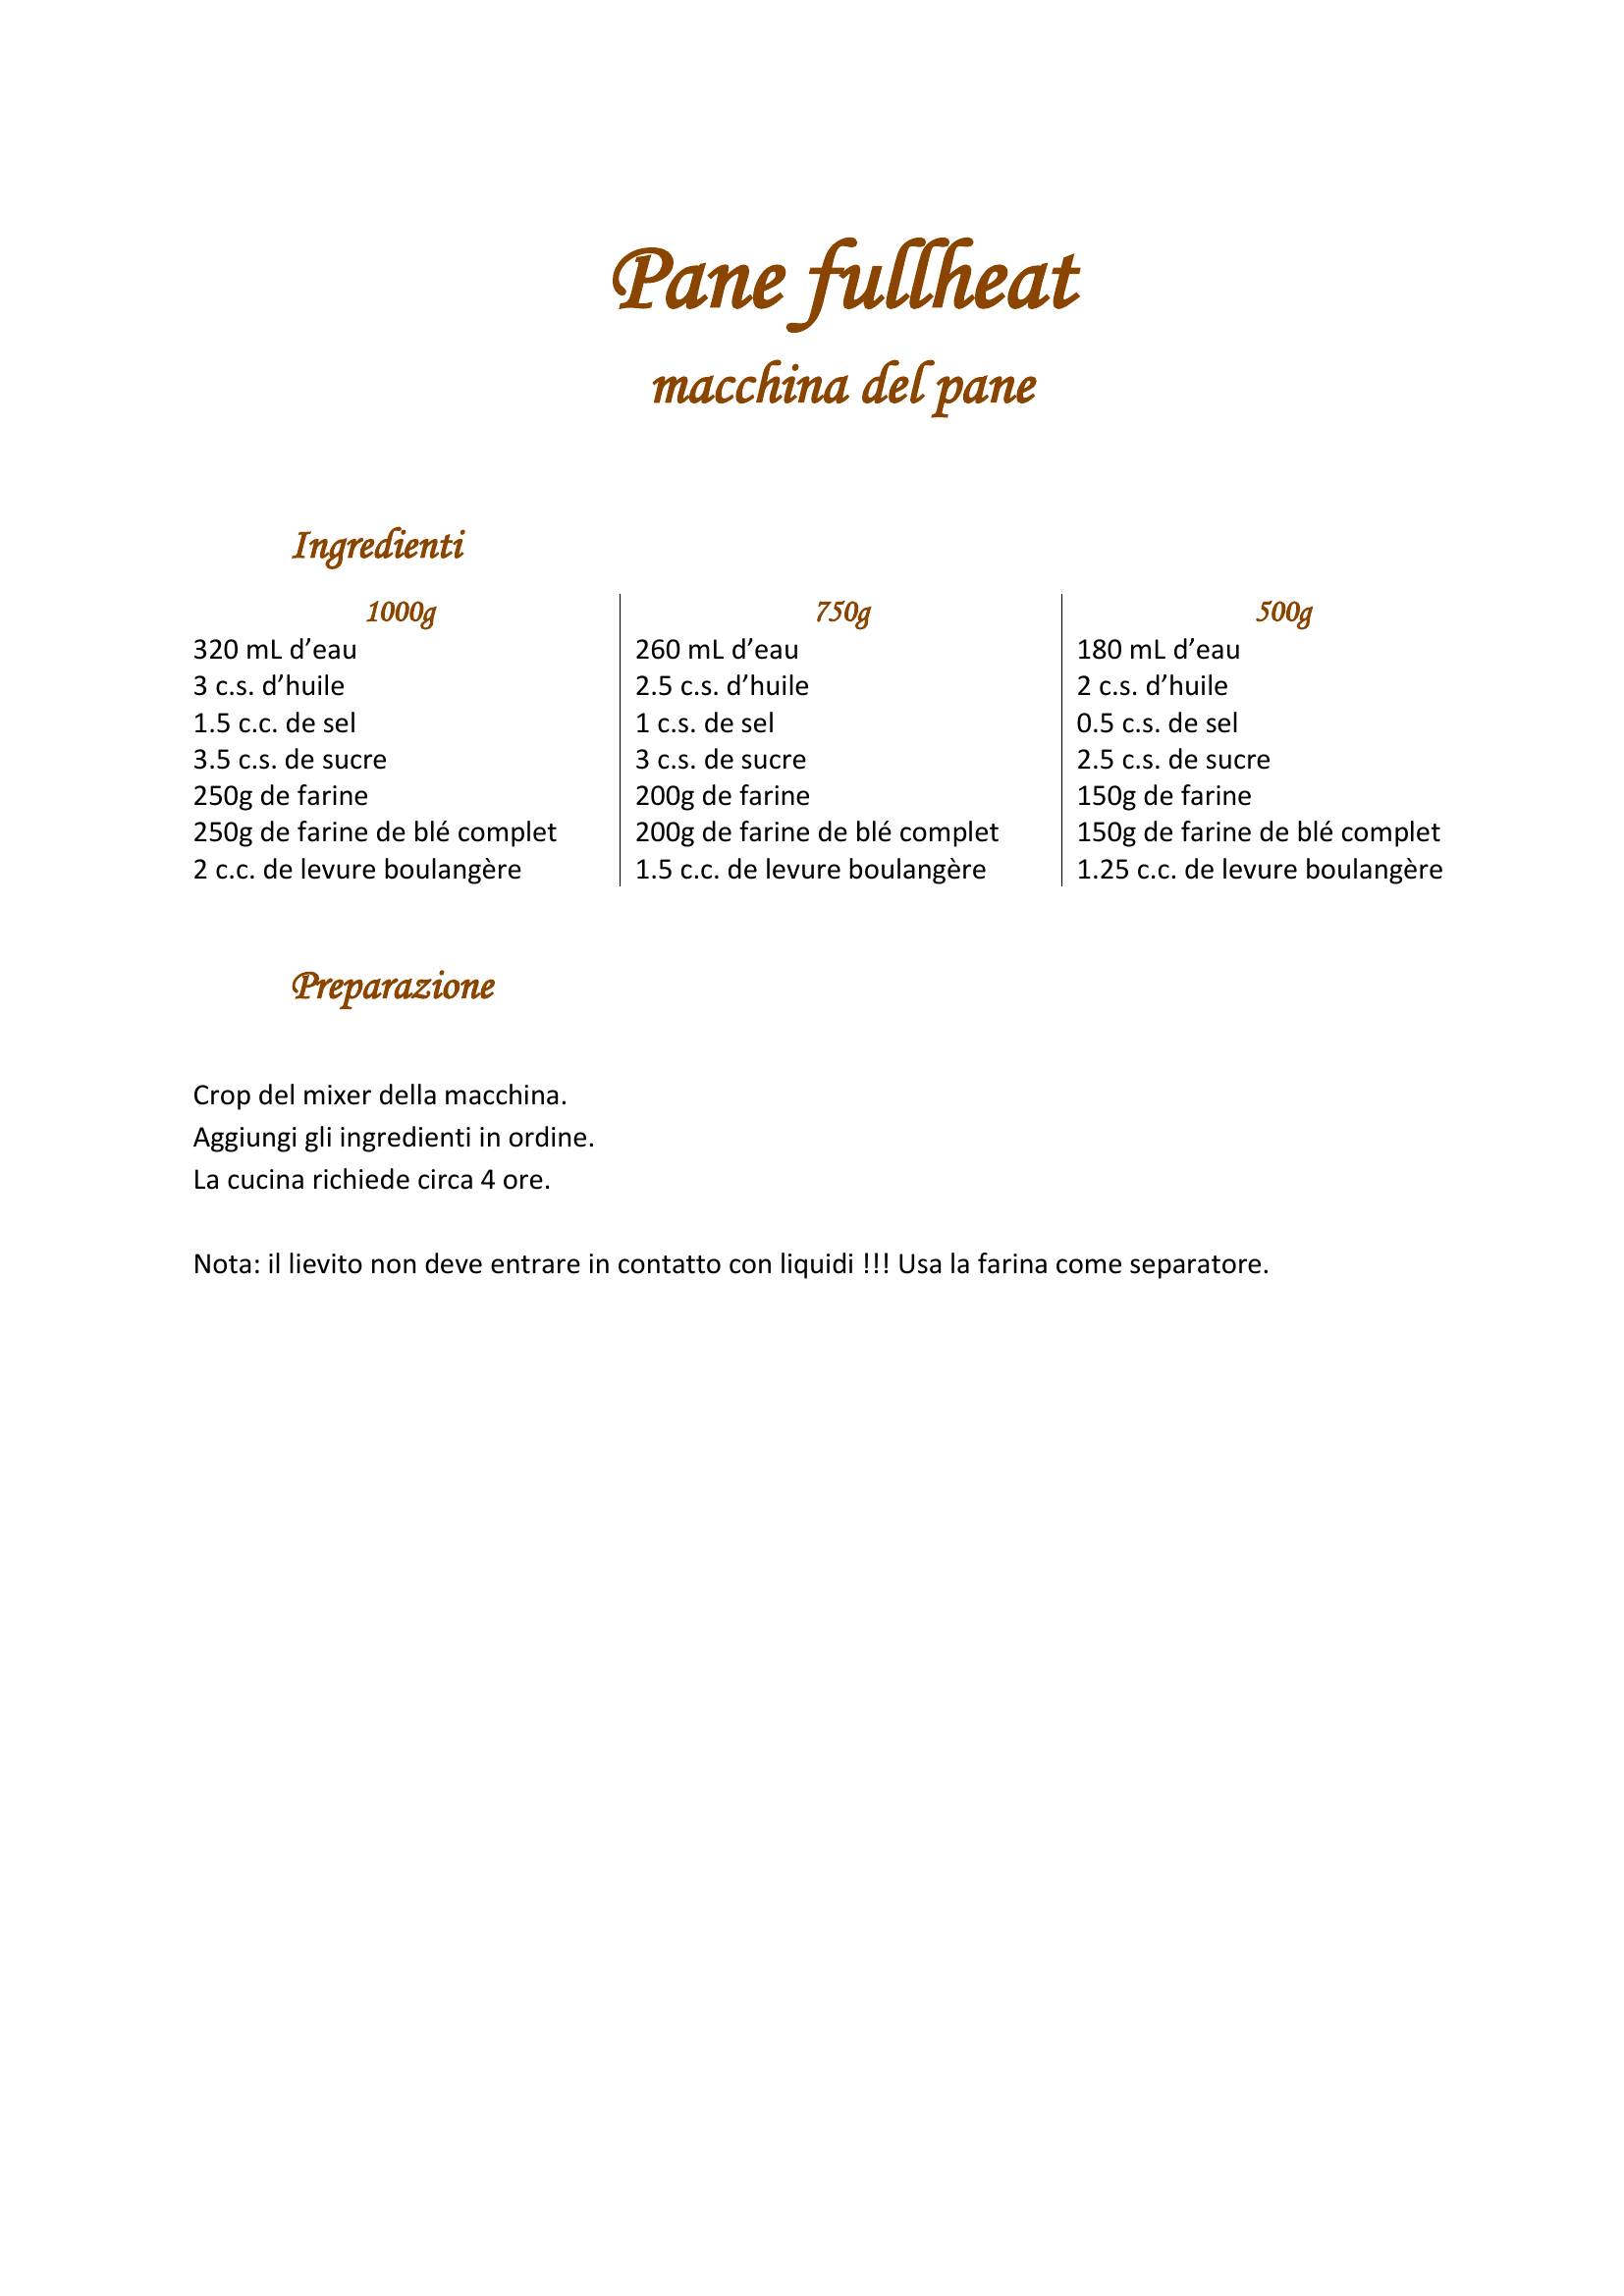 Pane fullheat
macchina del pane
Ingredienti
1000g
320 mL d’eau
3 c.s. d’huile
1.5 c.c. de sel
3.5 c.s. de sucre
250g de farine
250g de farine de blé complet
2 c.c. de levure boulangère
750g
260 mL d’eau
2.5 c.s. d’huile
1 c.s. de sel
3 c.s. de sucre
200g de farine
200g de farine de blé complet
1.5 c.c. de levure boulangère
500g
180 mL d’eau
2 c.s. d’huile
0.5 c.s. de sel
2.5 c.s. de sucre
150g de farine
150g de farine de blé complet
1.25 c.c. de levure boulangère
Preparazione
Crop del mixer della macchina.
Aggiungi gli ingredienti in ordine.
La cucina richiede circa 4 ore.
Nota: il lievito non deve entrare in contatto con liquidi !!! Usa la farina come separatore.